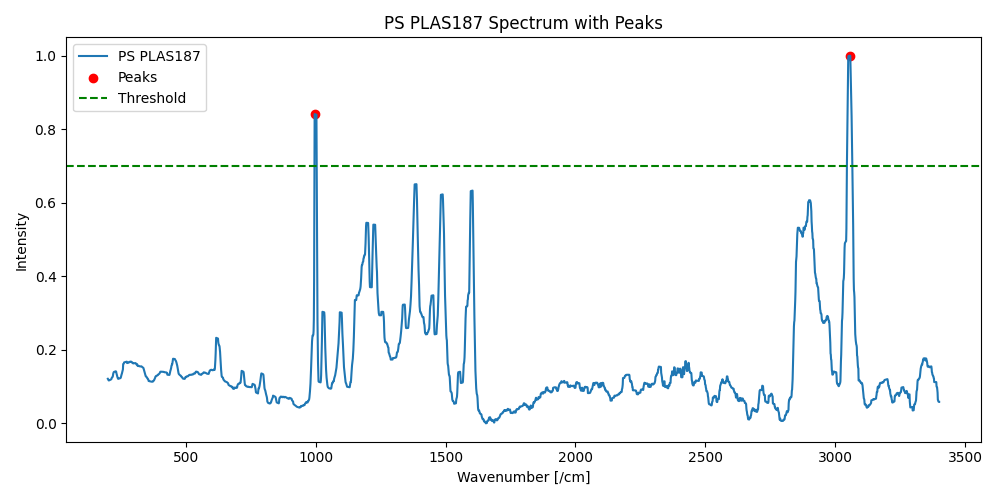 PS PLAS187 Spectrum with Peaks
PS PLAS187
Peaks
Threshold
Intensity
1.0
0.8
0.6
0.4
0.2
0.0
500 1000 1500 2000 2500 3000 3500
Wavenumber [/cm]